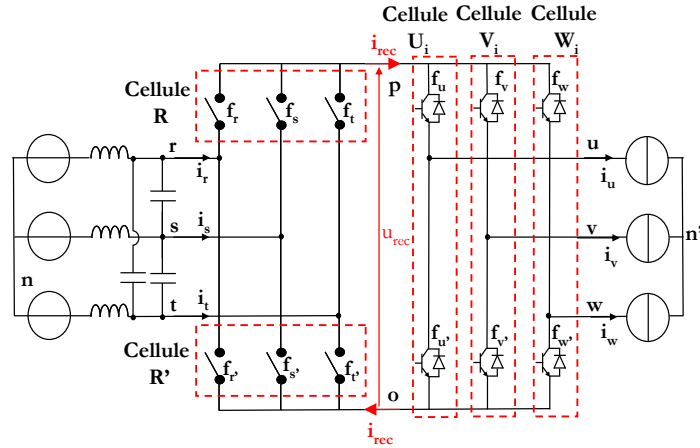 Cellule Cellule Cellule
U_i V_i W_i
i_rec
p
f_u f_v f_w
Cellule
R
f_r f_s f_t
r
i_r
u
i_u
s i_s
u_rec
n
v
i_v
n'
t i_t
w
i_w
Cellule
R'
f_r' f_s' f_t'
f_u' f_v' f_w'
o
i_rec